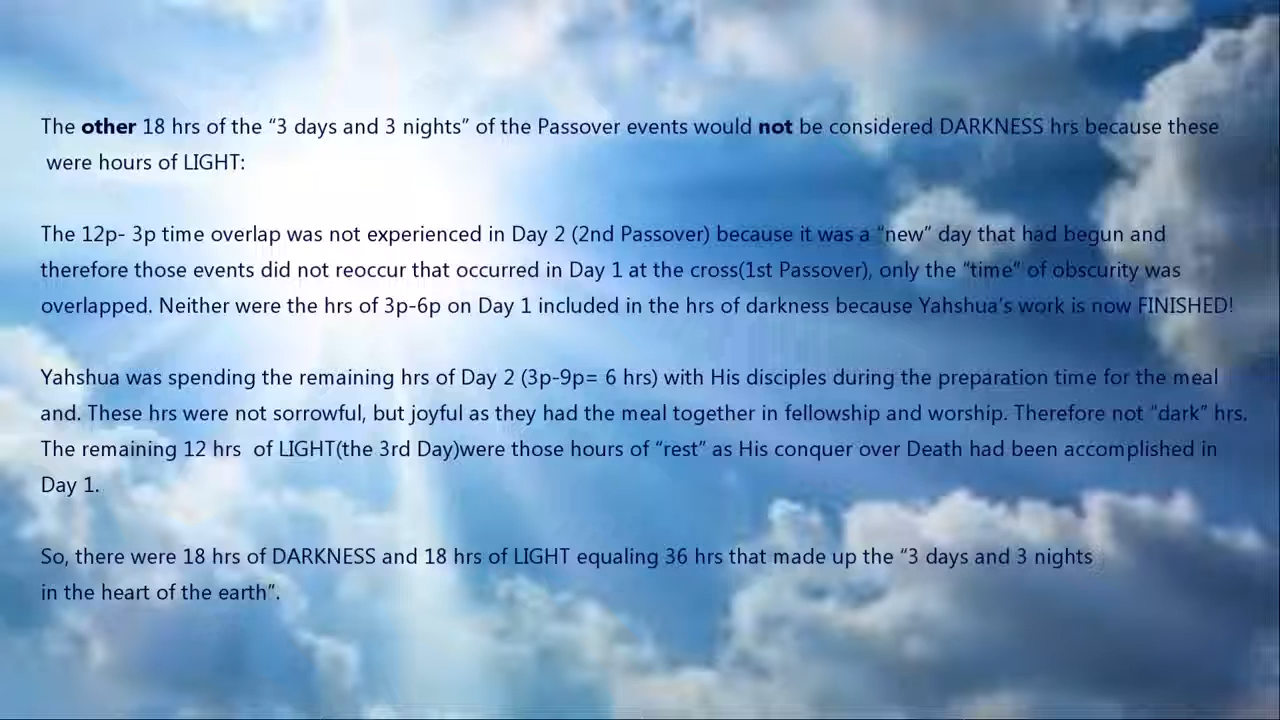 The other 18 hrs of the “3 days and 3 nights” of the Passover events would not be considered DARKNESS hrs because these
were hours of LIGHT:
The 12p- 3p time overlap was not experienced in Day 2 (2nd Passover) because it was a “new” day that had begun and
therefore those events did not reoccur that occurred in Day 1 at the cross(1st Passover), only the “time” of obscurity was
overlapped. Neither were the hrs of 3p-6p on Day 1 included in the hrs of darkness because Yahshua’s work is now FINISHED!
Yahshua was spending the remaining hrs of Day 2 (3p-9p= 6 hrs) with His disciples during the preparation time for the meal
and. These hrs were not sorrowful, but joyful as they had the meal together in fellowship and worship. Therefore not “dark” hrs.
The remaining 12 hrs  of LIGHT(the 3rd Day)were those hours of “rest” as His conquer over Death had been accomplished in
Day 1.
So, there were 18 hrs of DARKNESS and 18 hrs of LIGHT equaling 36 hrs that made up the “3 days and 3 nights
in the heart of the earth”.